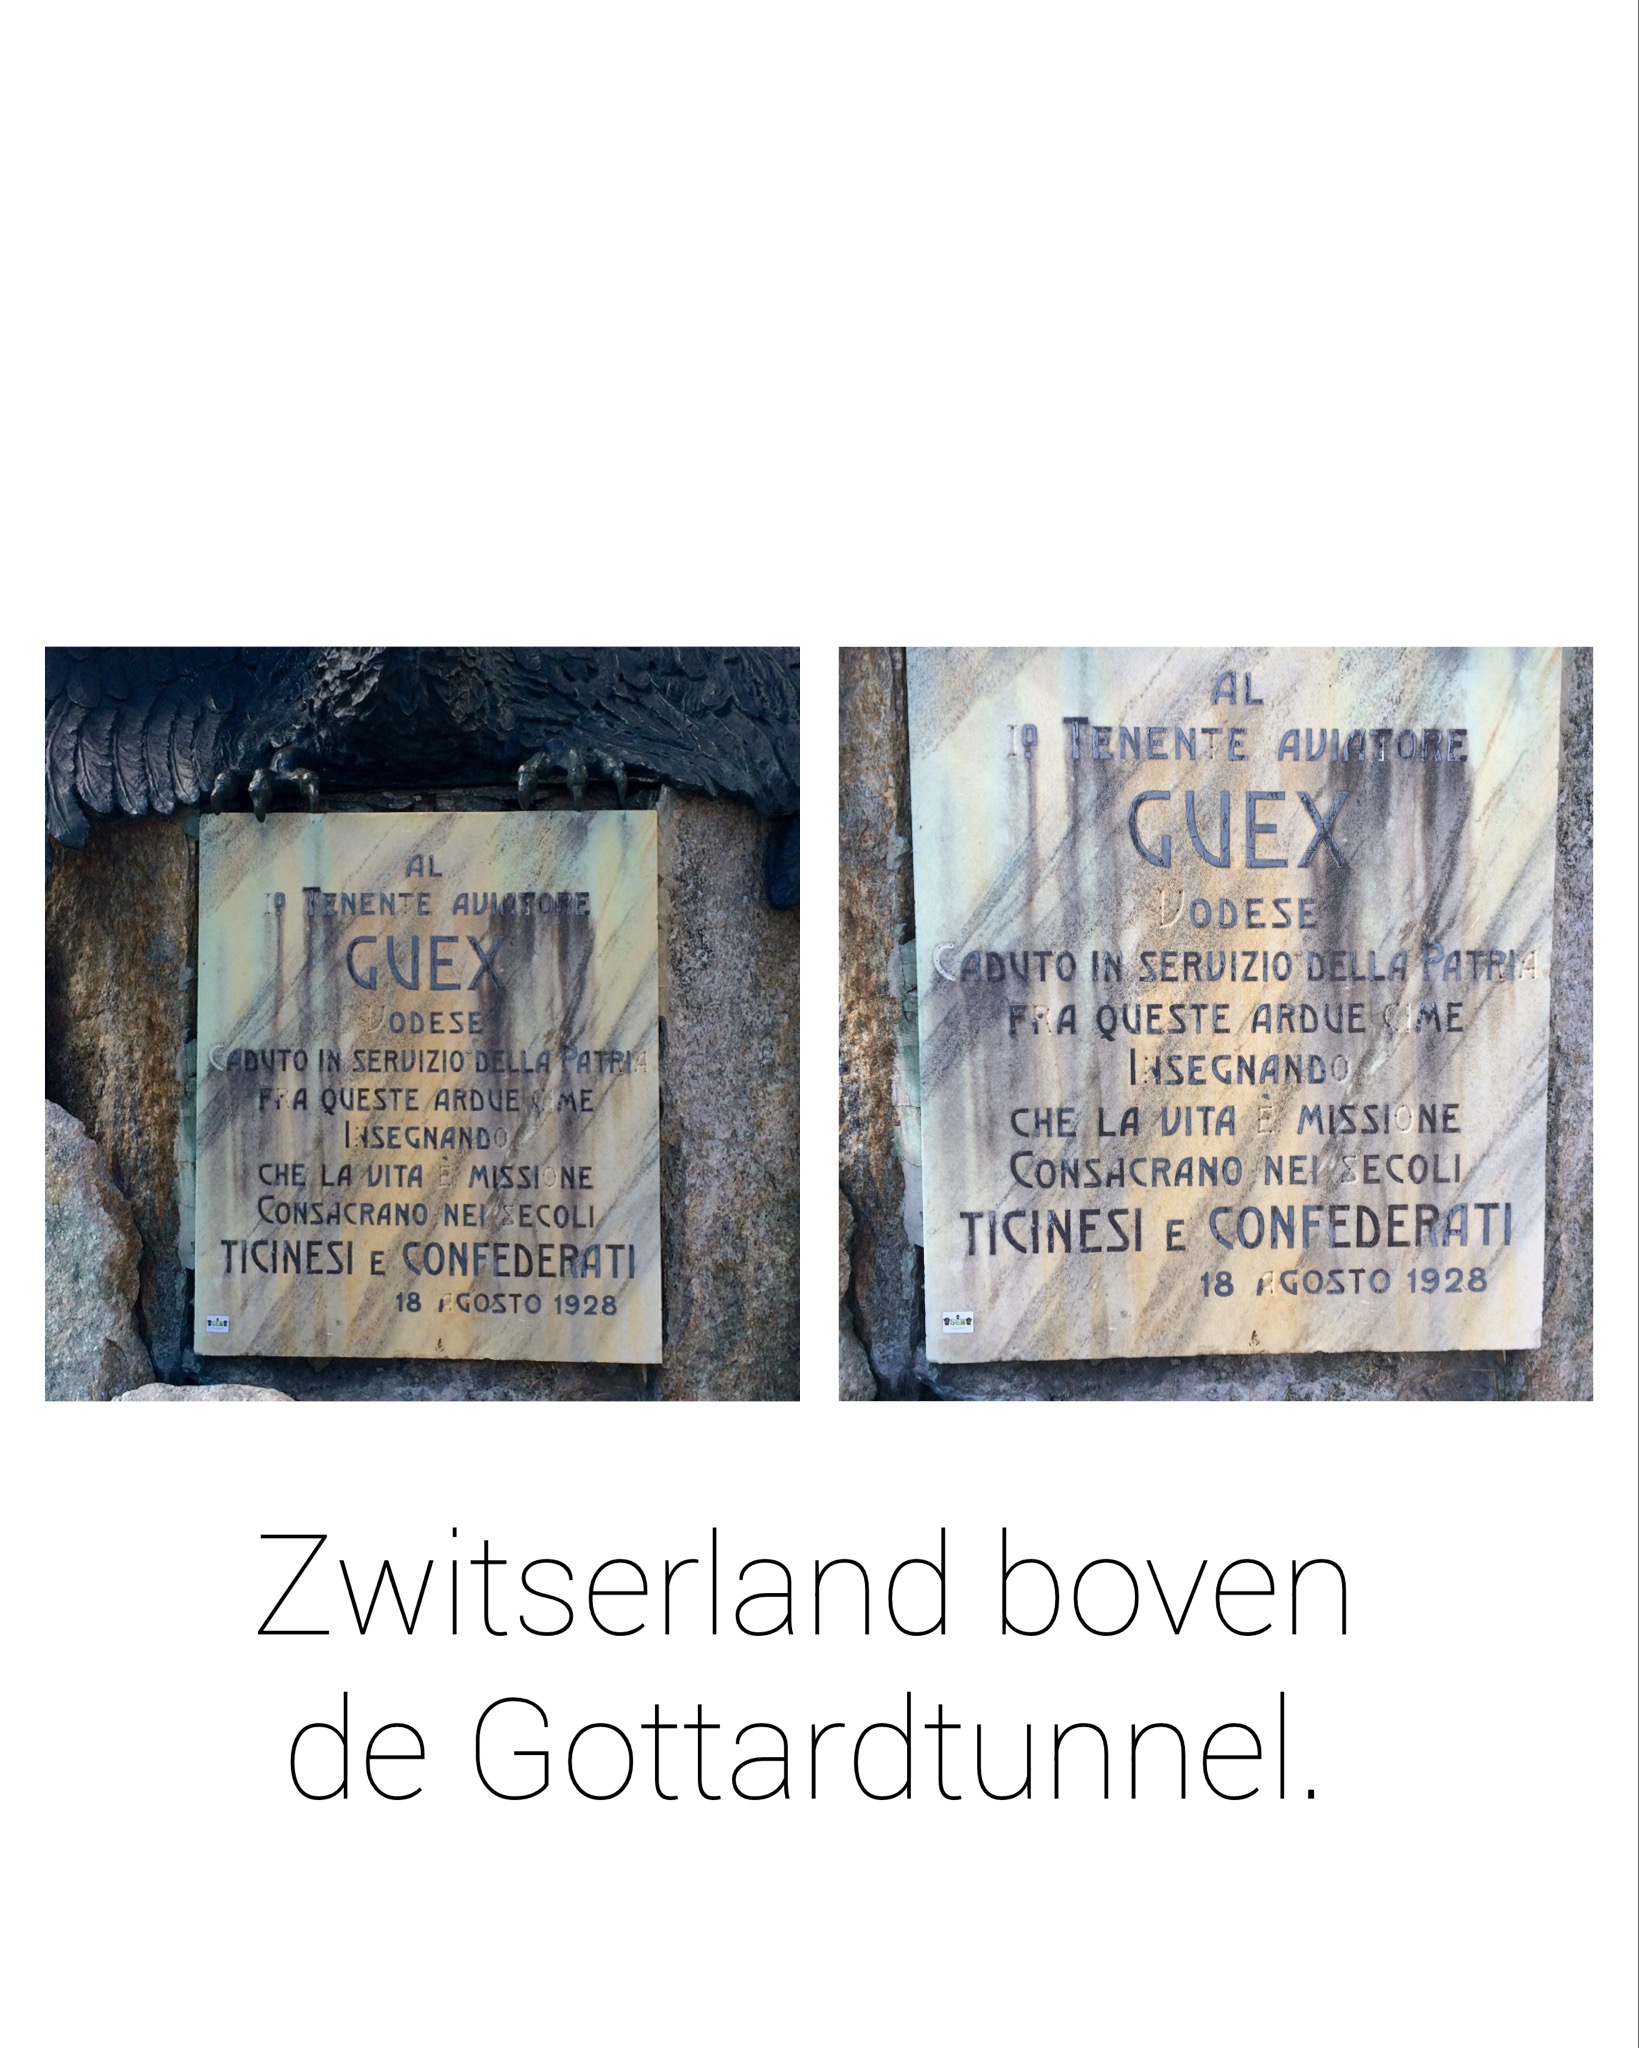 AL
Iº TENENTE AVIATORE
GUEX
VODESE
CADUTO IN SERVIZIO DELLA PATRIA
FRA QUESTE ARDUE CIME
INSEGNANDO
CHE LA VITA È MISSIONE
CONSACRANO NEI SECOLI
TICINESI E CONFEDERATI
18 AGOSTO 1928
AL
Iº TENENTE AVIATORE
GUEX
VODESE
CADUTO IN SERVIZIO DELLA PATRIA
FRA QUESTE ARDUE CIME
INSEGNANDO
CHE LA VITA È MISSIONE
CONSACRANO NEI SECOLI
TICINESI E CONFEDERATI
18 AGOSTO 1928
Zwitserland boven
de Gottardtunnel.